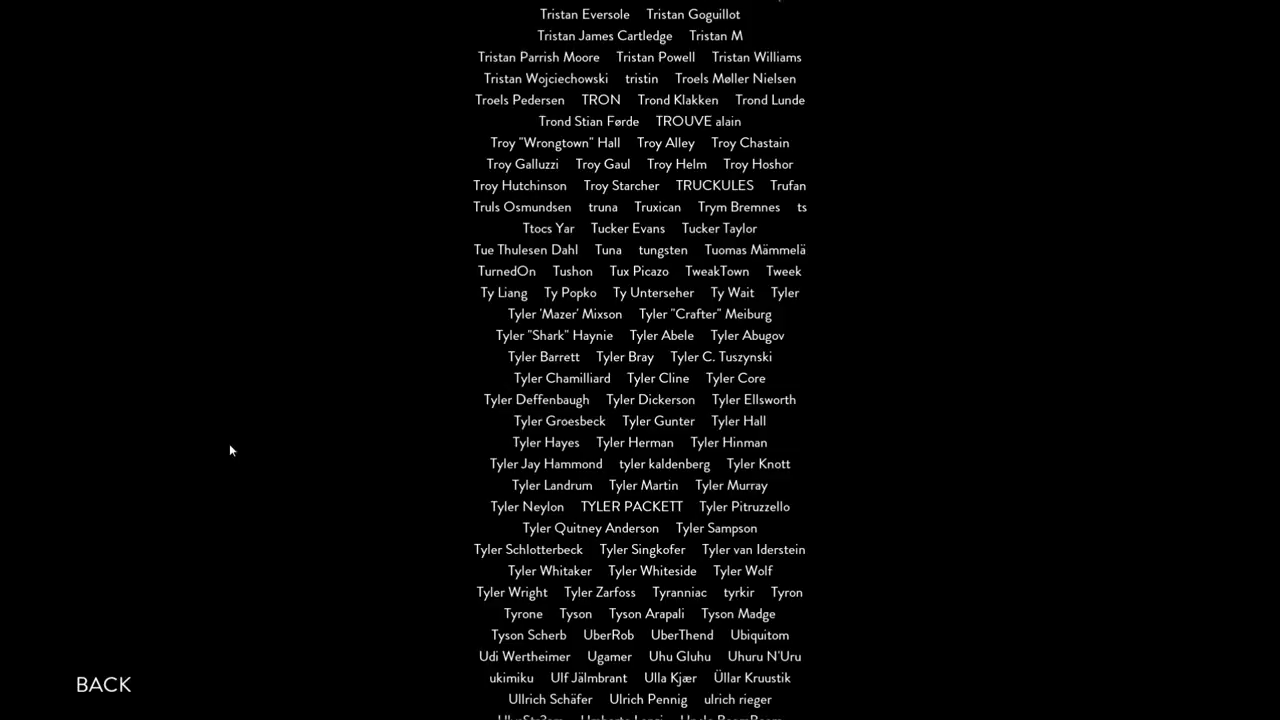 Tristan Eversole Tristan Goguillot
Tristan James Cartledge Tristan M
Tristan Parrish Moore Tristan Powell Tristan Williams
Tristan Wojciechowski tristin Troels Møller Nielsen
Troels Pedersen TRON Trond Klakken Trond Lunde
Trond Stian Førde TROUVE alain
Troy "Wrongtown" Hall Troy Alley Troy Chastain
Troy Galluzzi Troy Gaul Troy Helm Troy Hoshor
Troy Hutchinson Troy Starcher TRUCKULES Trufan
Truls Osmundsen truna Truxican Trym Bremnes ts
Ttocs Yar Tucker Evans Tucker Taylor
Tue Thulesen Dahl Tuna tungsten Tuomas Mämmelä
TurnedOn Tushon Tux Picazo TweakTown Tweek
Ty Liang Ty Popko Ty Unterseher Ty Wait Tyler
Tyler 'Mazer' Mixson Tyler "Crafter" Meiburg
Tyler "Shark" Haynie Tyler Abele Tyler Abugov
Tyler Barrett Tyler Bray Tyler C. Tuszynski
Tyler Chamilliard Tyler Cline Tyler Core
Tyler Deffenbaugh Tyler Dickerson Tyler Ellsworth
Tyler Groesbeck Tyler Gunter Tyler Hall
Tyler Hayes Tyler Herman Tyler Hinman
Tyler Jay Hammond tyler kaldenberg Tyler Knott
Tyler Landrum Tyler Martin Tyler Murray
Tyler Neylon TYLER PACKETT Tyler Pitruzzello
Tyler Quitney Anderson Tyler Sampson
Tyler Schlotterbeck Tyler Singkofer Tyler van Iderstein
Tyler Whitaker Tyler Whiteside Tyler Wolf
Tyler Wright Tyler Zarfoss Tyranniac tyrkir Tyron
Tyrone Tyson Tyson Arapali Tyson Madge
Tyson Scherb UberRob UberThend Ubiquitom
Udi Wertheimer Ugamer Uhu Gluhu Uhuru N'Uru
ukimiku Ulf Jälmbrant Ulla Kjær Üllar Kruustik
Ullrich Schäfer Ulrich Pennig ulrich rieger
BACK